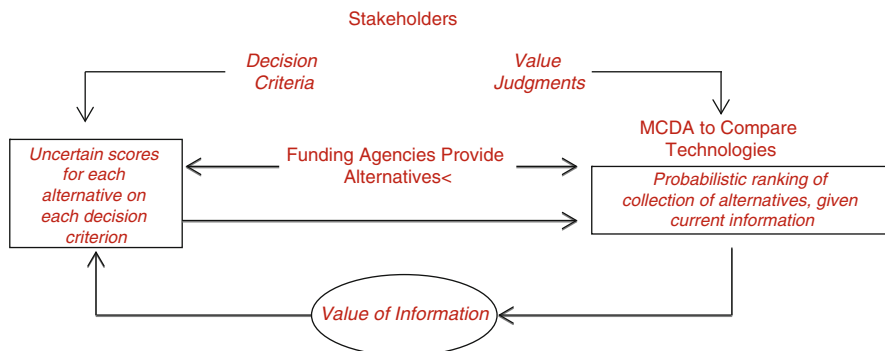 Stakeholders
Decision
Criteria
Value
Judgments
MCDA to Compare
Technologies
Uncertain scores
for each
alternative on
each decision
criterion
Funding Agencies Provide
Alternatives<
Probabilistic ranking of
collection of alternatives, given
current information
Value of Information